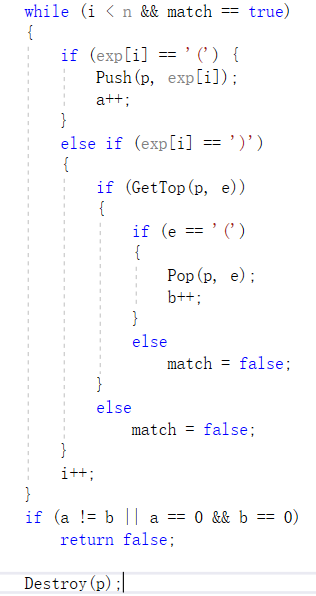 while (i < n && match == true)
{
    if (exp[i] == '(') {
        Push(p, exp[i]);
        a++;
    }
    else if (exp[i] == ')')
    {
        if (GetTop(p, e))
        {
            if (e == '(')
            {
                Pop(p, e);
                b++;
            }
            else
                match = false;
        }
        else
            match = false;
    }
    i++;
}
if (a != b || a == 0 && b == 0)
    return false;

Destroy(p);